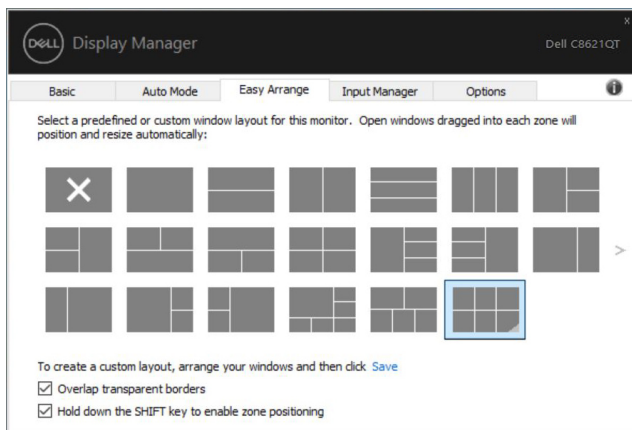 x
DELL Display Manager
Dell C8621QT
Basic Auto Mode Easy Arrange Input Manager Options
Select a predefined or custom window layout for this monitor. Open windows dragged into each zone will
position and resize automatically:
>
To create a custom layout, arrange your windows and then click Save
Overlap transparent borders
Hold down the SHIFT key to enable zone positioning